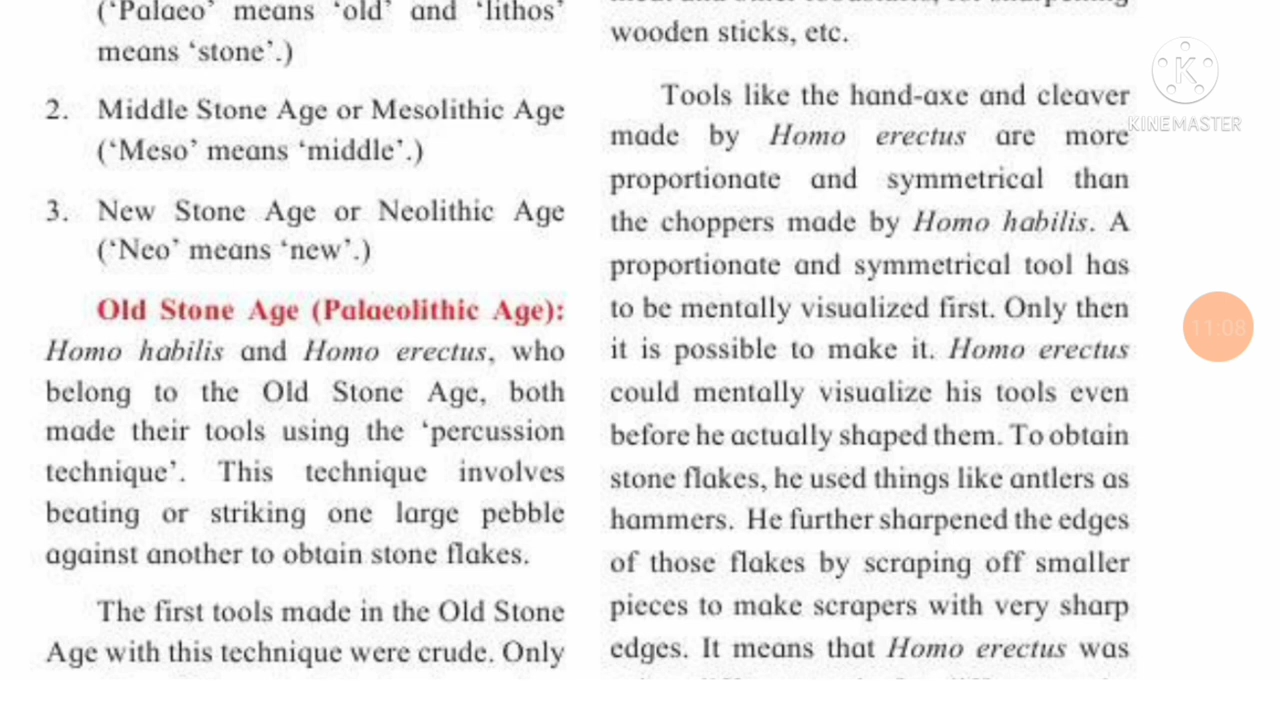 ('Palaeo' means 'old' and 'lithos'
means 'stone'.)
2. Middle Stone Age or Mesolithic Age
('Meso' means 'middle'.)
3. New Stone Age or Neolithic Age
('Neo' means 'new'.)
Old Stone Age (Palaeolithic Age):
Homo habilis and Homo erectus, who
belong to the Old Stone Age, both
made their tools using the 'percussion
technique'. This technique involves
beating or striking one large pebble
against another to obtain stone flakes.
The first tools made in the Old Stone
Age with this technique were crude. Only
wooden sticks, etc.
Tools like the hand-axe and cleaver
made by Homo erectus are more
proportionate and symmetrical than
the choppers made by Homo habilis. A
proportionate and symmetrical tool has
to be mentally visualized first. Only then
it is possible to make it. Homo erectus
could mentally visualize his tools even
before he actually shaped them. To obtain
stone flakes, he used things like antlers as
hammers. He further sharpened the edges
of those flakes by scraping off smaller
pieces to make scrapers with very sharp
edges. It means that Homo erectus was
K
KINEMASTER
11:08